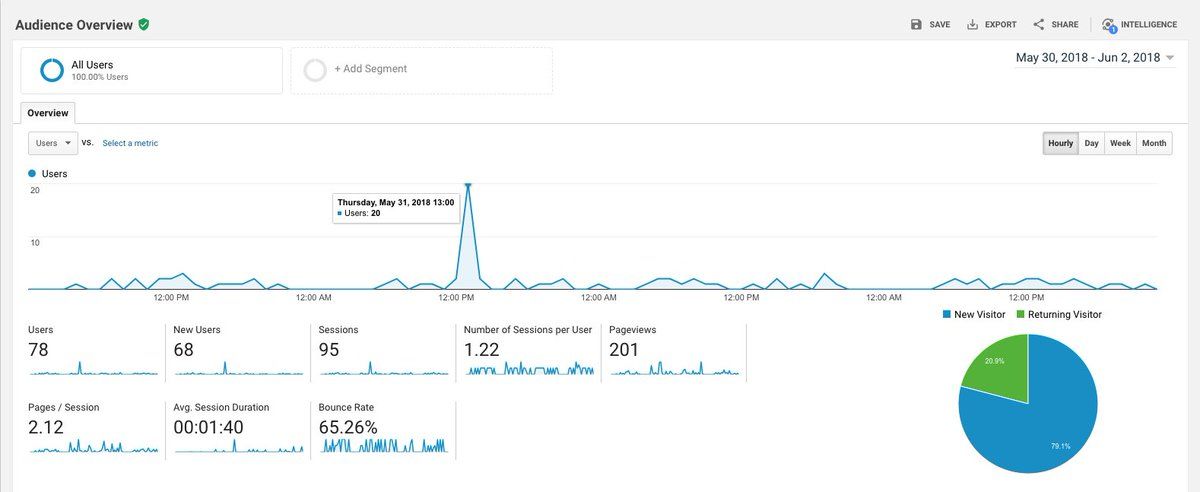 Audience Overview
SAVE
EXPORT
SHARE
1
INTELLIGENCE
All Users
100.00% Users
+ Add Segment
May 30, 2018 - Jun 2, 2018
Overview
Users
VS.
Select a metric
Hourly
Day
Week
Month
Users
20
10
Thursday, May 31, 2018 13:00
Users: 20
12:00 PM
12:00 AM
12:00 PM
12:00 AM
12:00 PM
12:00 AM
12:00 PM
Users
78
New Users
68
Sessions
95
Number of Sessions per User
1.22
Pageviews
201
Pages / Session
2.12
Avg. Session Duration
00:01:40
Bounce Rate
65.26%
New Visitor
Returning Visitor
20.9%
79.1%